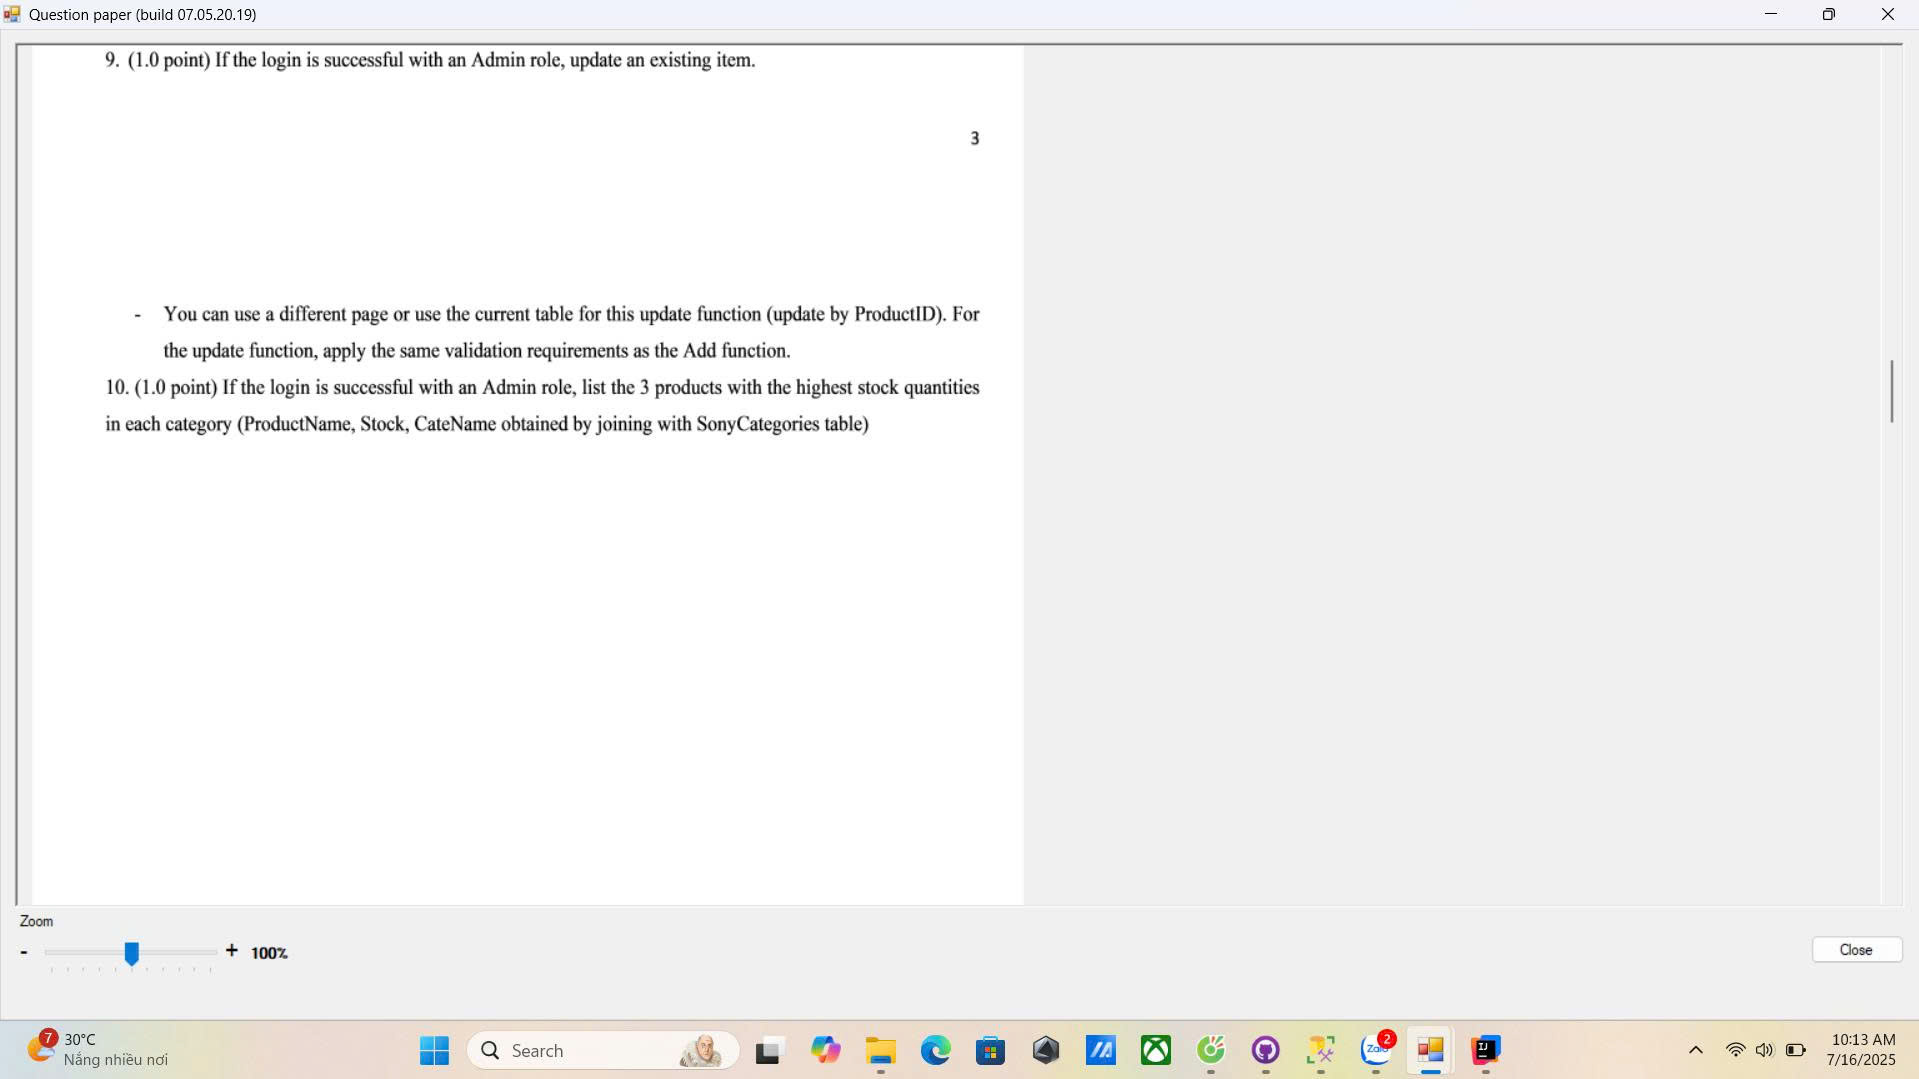 Question paper (build 07.05.20.19)
9. (1.0 point) If the login is successful with an Admin role, update an existing item.
3
- You can use a different page or use the current table for this update function (update by ProductID). For
the update function, apply the same validation requirements as the Add function.
10. (1.0 point) If the login is successful with an Admin role, list the 3 products with the highest stock quantities
in each category (ProductName, Stock, CateName obtained by joining with SonyCategories table)
Zoom
- + 100%
Close
7
30°C
Nắng nhiều nơi
Search
Zalo
2
IJ
10:13 AM
7/16/2025